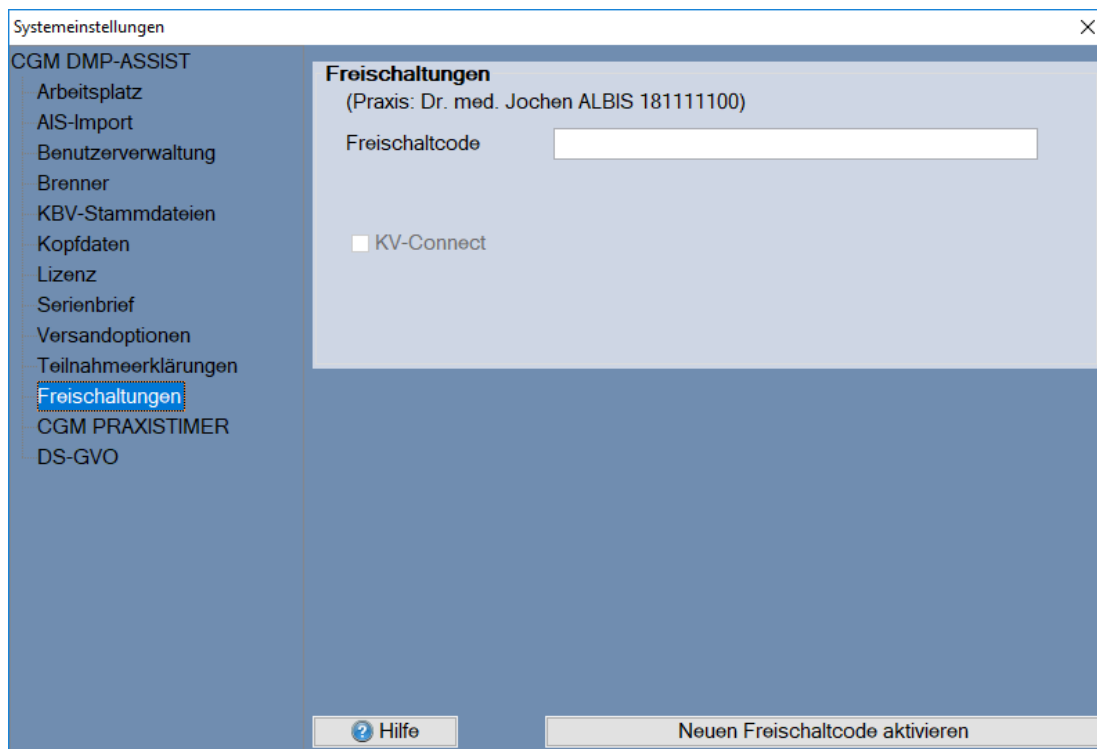 Systemeinstellungen
CGM DMP-ASSIST
Arbeitsplatz
AIS-Import
Benutzerverwaltung
Brenner
KBV-Stammdateien
Kopfdaten
Lizenz
Serienbrief
Versandoptionen
Teilnahmeerklärungen
Freischaltungen
CGM PRAXISTIMER
DS-GVO
Freischaltungen
(Praxis: Dr. med. Jochen ALBIS 181111100)
Freischaltcode
KV-Connect
Hilfe
Neuen Freischaltcode aktivieren